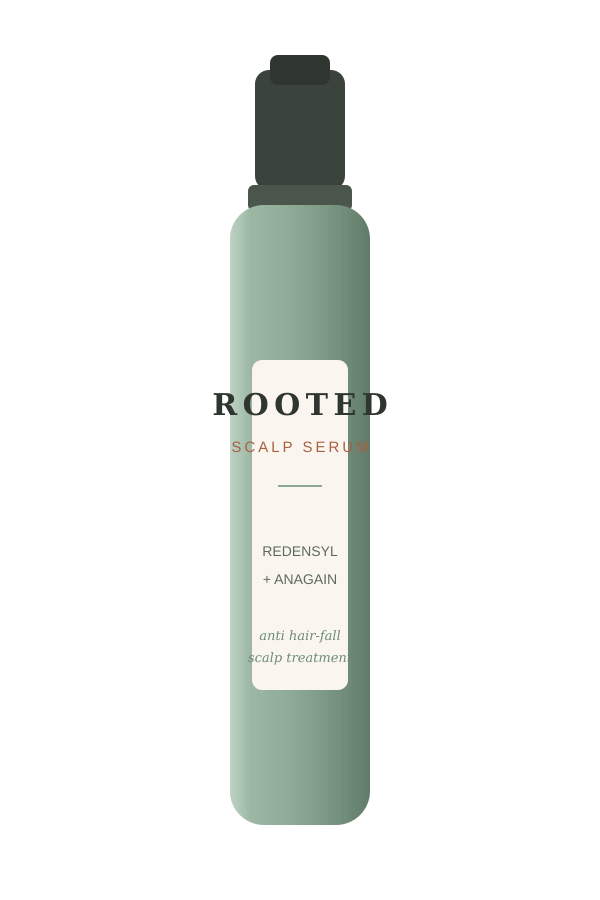 ROOTED
SCALP SERUM
REDENSYL
+ ANAGAIN
anti hair-fall
scalp treatment